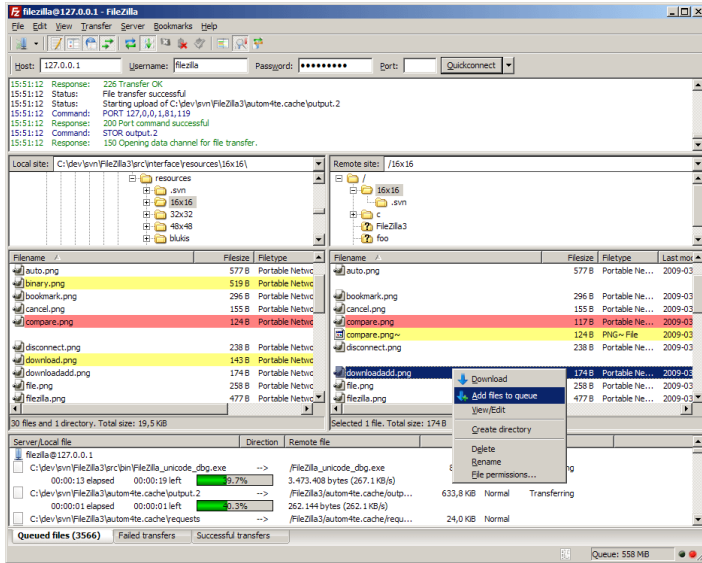 filezilla@127.0.0.1 - FileZilla
File Edit View Transfer Server Bookmarks Help
Host: 127.0.0.1 Username: filezilla Password: ●●●●●●●●● Port: Quickconnect
15:51:12 Response: 226 Transfer OK
15:51:12 Status: File transfer successful
15:51:12 Status: Starting upload of C:\dev\svn\FileZilla3\autom4te.cache\output.2
15:51:12 Command: PORT 127,0,0,1,81,119
15:51:12 Response: 200 Port command successful
15:51:12 Command: STOR output.2
15:51:12 Response: 150 Opening data channel for file transfer.
Local site: C:\dev\svn\FileZilla3\src\interface\resources\16x16\
resources
.svn
16x16
32x32
48x48
blukis
Remote site: /16x16
/
16x16
.svn
c
FileZilla3
foo
Filename Filesize Filetype
auto.png 577 B Portable Netwo
binary.png 519 B Portable Netwo
bookmark.png 296 B Portable Netwo
cancel.png 155 B Portable Netwo
compare.png 124 B Portable Netwo
disconnect.png 238 B Portable Netwo
download.png 143 B Portable Netwo
downloadadd.png 174 B Portable Netwo
file.png 258 B Portable Netwo
filezilla.png 477 B Portable Netwo
30 files and 1 directory. Total size: 19,5 KiB
Filename Filesize Filetype Last mo
auto.png 577 B Portable Ne... 2009-03
bookmark.png 296 B Portable Ne... 2009-03
cancel.png 155 B Portable Ne... 2009-03
compare.png 117 B Portable Ne... 2009-03
compare.png~ 124 B PNG~ File 2009-03
disconnect.png 238 B Portable Ne... 2009-03
downloadadd.png 174 B Portable Ne... 2009-03
file.png 258 B Portable Ne... 2009-03
filezilla.png 477 B Portable Ne... 2009-03
Selected 1 file. Total size: 174 B
Download
Add files to queue
View/Edit
Create directory
Delete
Rename
File permissions...
Server/Local file Direction Remote file
filezilla@127.0.0.1
C:\dev\svn\FileZilla3\src\bin\FileZilla_unicode_dbg.exe --> /FileZilla_unicode_dbg.exe
00:00:13 elapsed 00:00:19 left 39.7% 3.473.408 bytes (267.1 KB/s)
C:\dev\svn\FileZilla3\autom4te.cache\output.2 --> /FileZilla3/autom4te.cache/outp... 633,8 KiB Normal Transferring
00:00:01 elapsed 00:00:01 left 40.3% 262.144 bytes (262.1 KB/s)
C:\dev\svn\FileZilla3\autom4te.cache\requests --> /FileZilla3/autom4te.cache/requ... 24,0 KiB Normal
Queued files (3566) Failed transfers Successful transfers
Queue: 558 MiB